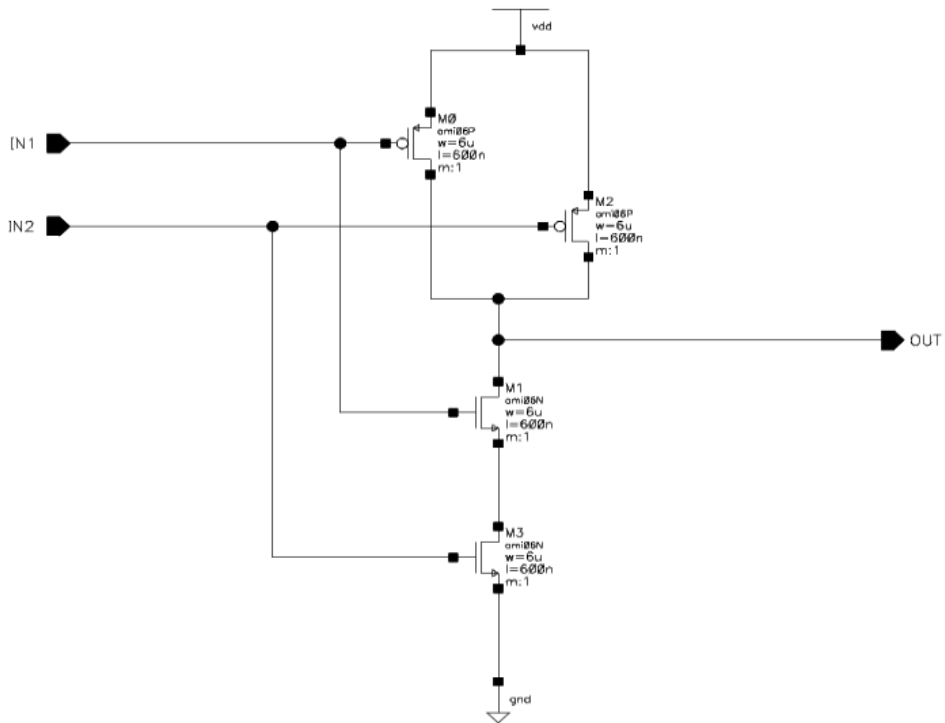 vdd
IN1
M0
ami06P
w=6u
l=600n
m:1
IN2
M2
ami06P
w=6u
l=600n
m:1
OUT
M1
ami06N
w=6u
l=600n
m:1
M3
ami06N
w=6u
l=600n
m:1
gnd